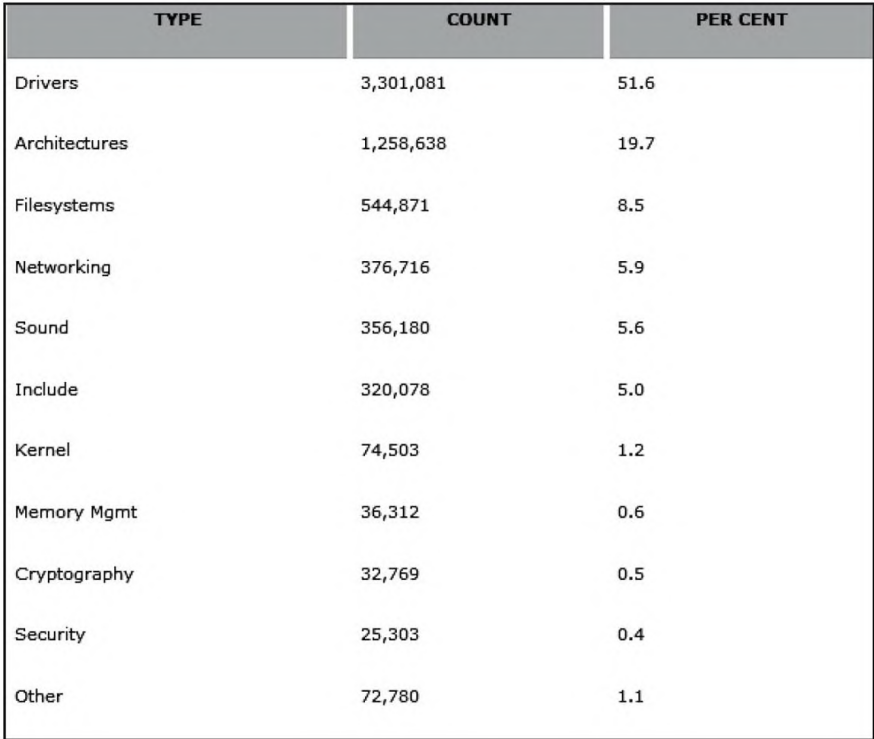 TYPE COUNT PER CENT
Drivers 3,301,081 51.6
Architectures 1,258,638 19.7
Filesystems 544,871 8.5
Networking 376,716 5.9
Sound 356,180 5.6
Include 320,078 5.0
Kernel 74,503 1.2
Memory Mgmt 36,312 0.6
Cryptography 32,769 0.5
Security 25,303 0.4
Other 72,780 1.1